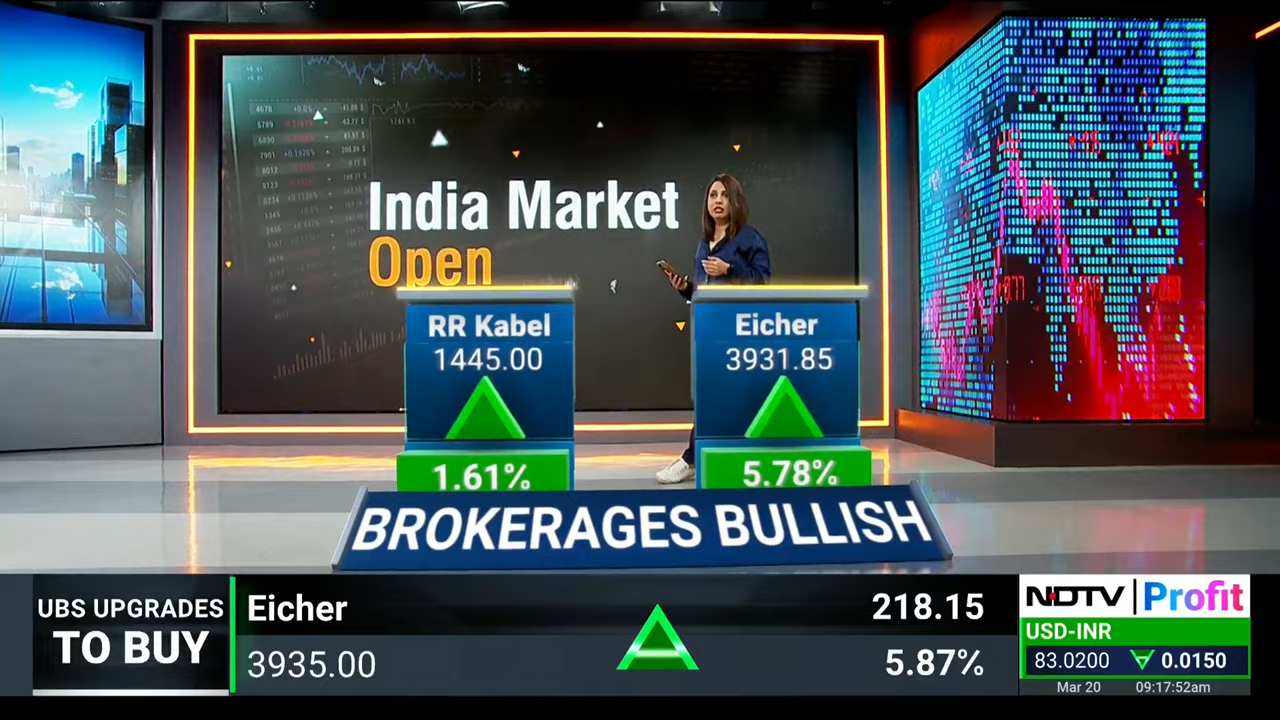 India Market
Open
RR Kabel
1445.00
1.61%
Eicher
3931.85
5.78%
BROKERAGES BULLISH
UBS UPGRADES
TO BUY
Eicher
218.15
3935.00
5.87%
NDTV Profit
USD-INR
83.0200
0.0150
Mar 20
09:17:52am